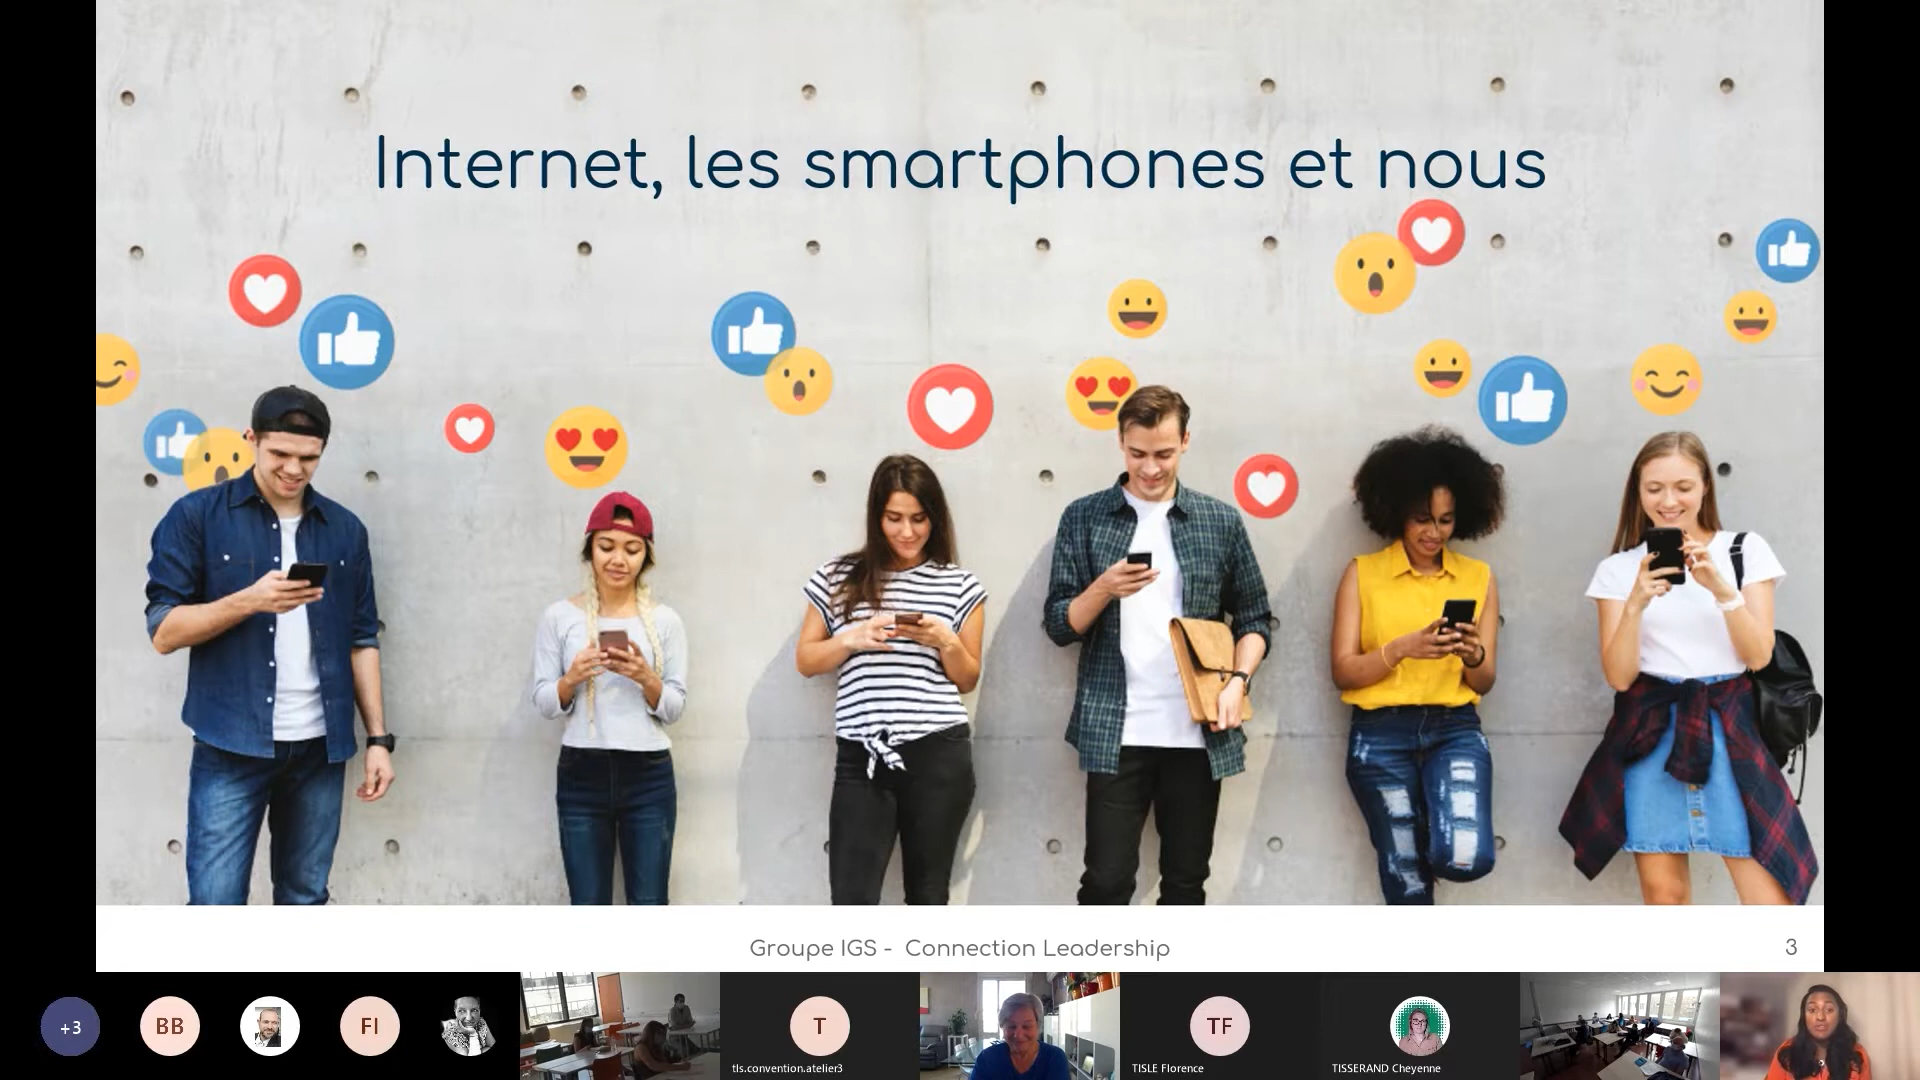 Internet, les smartphones et nous
Groupe IGS - Connection Leadership
3
+3
BB
FI
T
tls.convention.atelier3
TF
TISLE Florence
TISSERAND Cheyenne